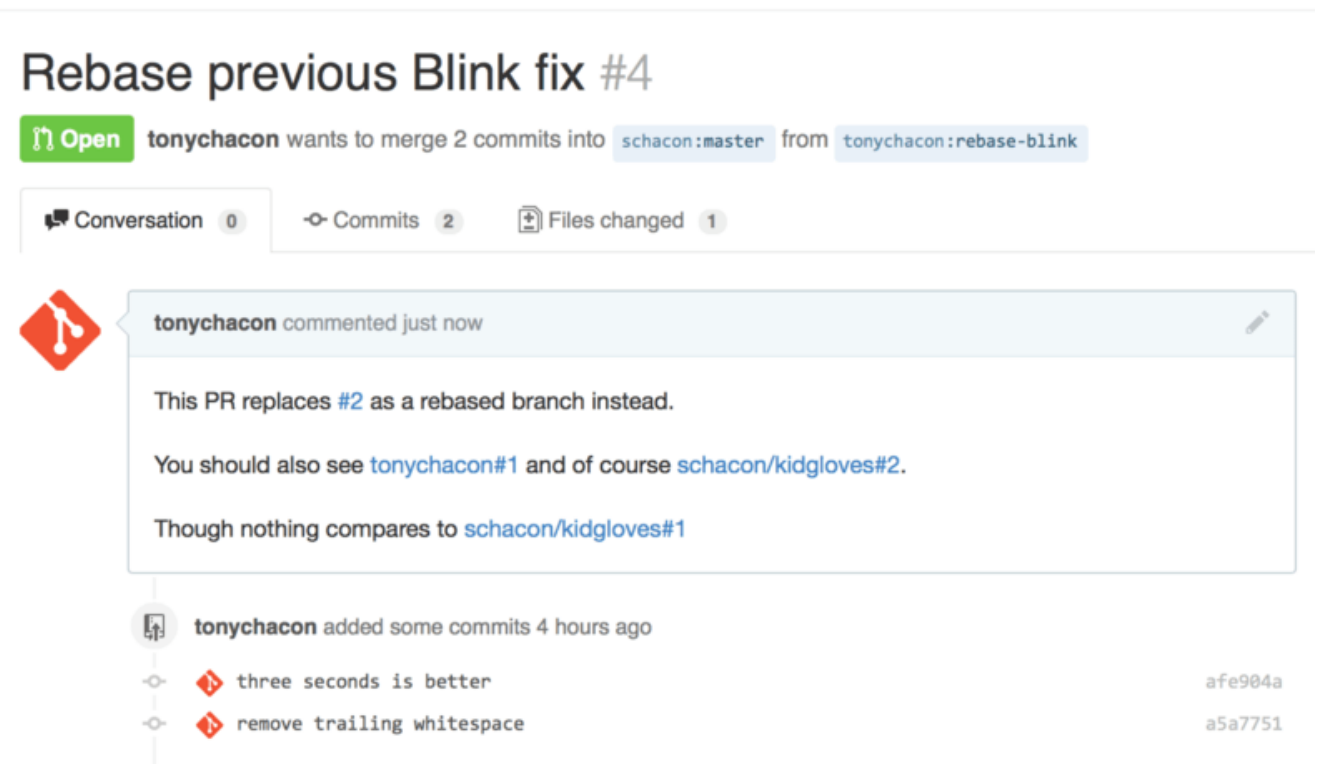 Rebase previous Blink fix #4
Open tonychacon wants to merge 2 commits into schacon:master from tonychacon:rebase-blink
Conversation 0 Commits 2 Files changed 1
tonychacon commented just now
This PR replaces #2 as a rebased branch instead.
You should also see tonychacon#1 and of course schacon/kidgloves#2.
Though nothing compares to schacon/kidgloves#1
tonychacon added some commits 4 hours ago
three seconds is better afe904a
remove trailing whitespace a5a7751